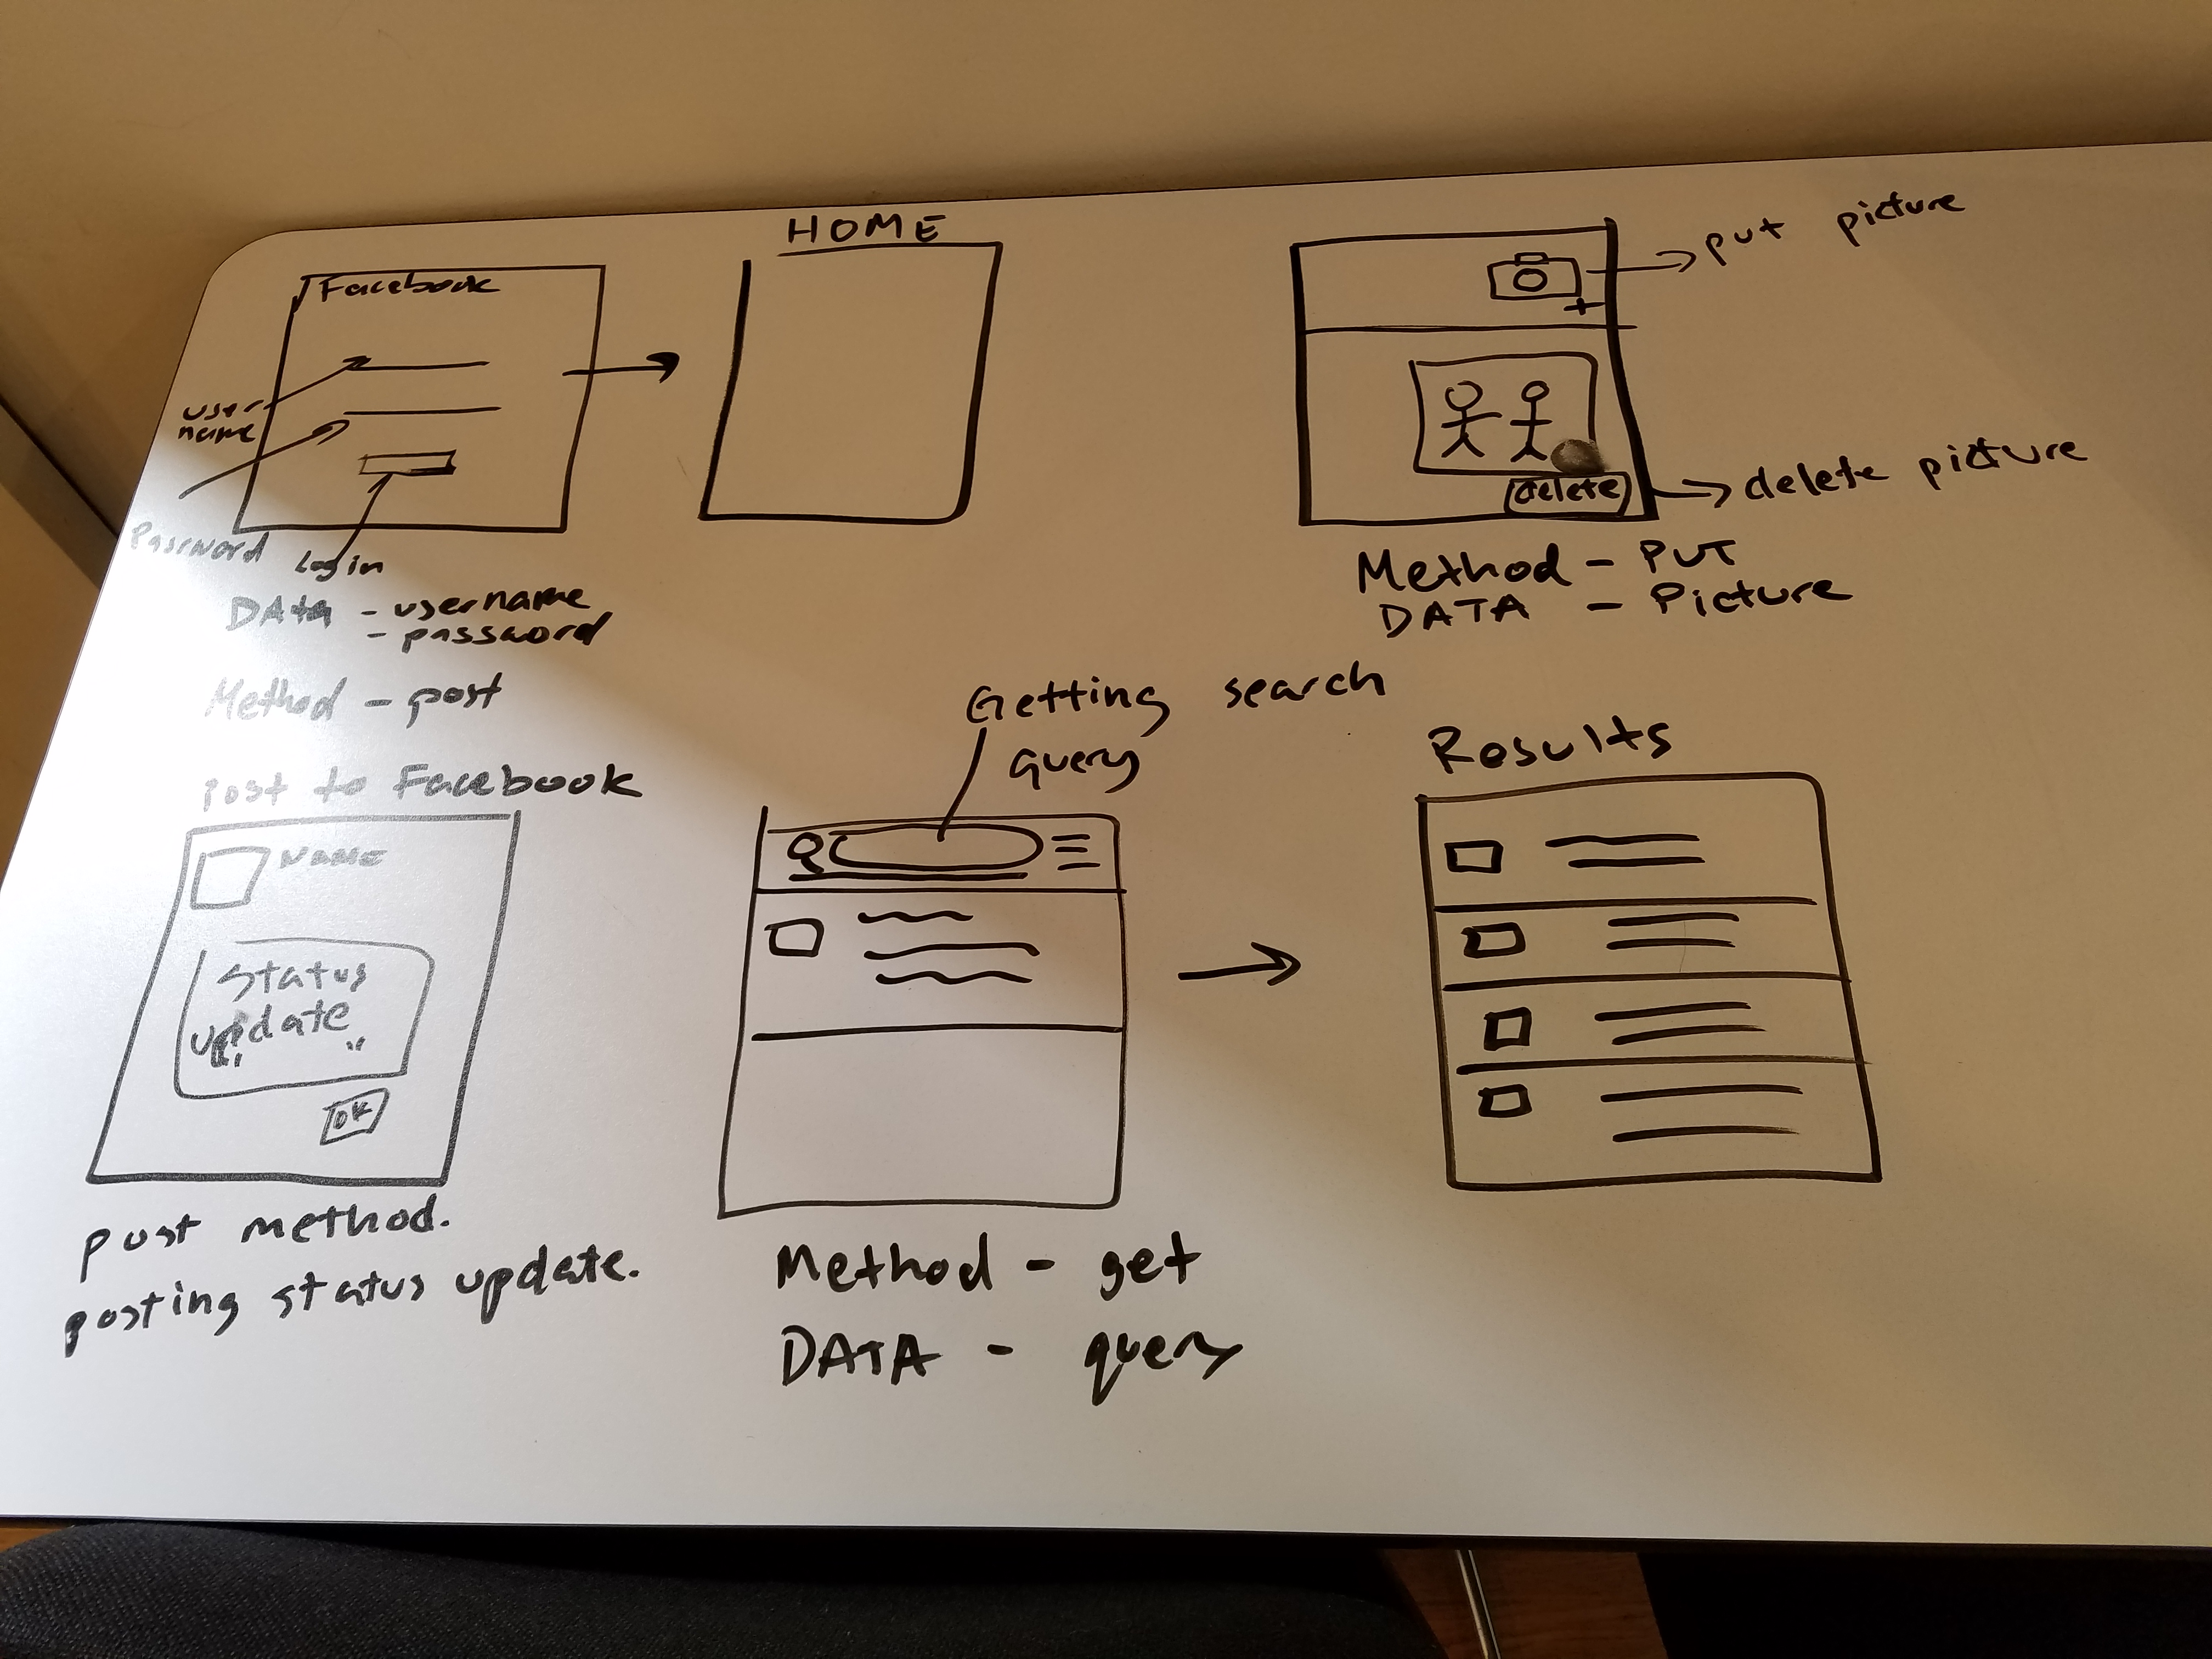 Facebook
user
name
Password
Login
DATA - username
- password
Method - post
HOME
put picture
delete
delete picture
Method - PUT
DATA - Picture
Post to Facebook
NAME
Status
update
OK
post method.
posting status update.
Getting search
query
Method - get
DATA - query
Results